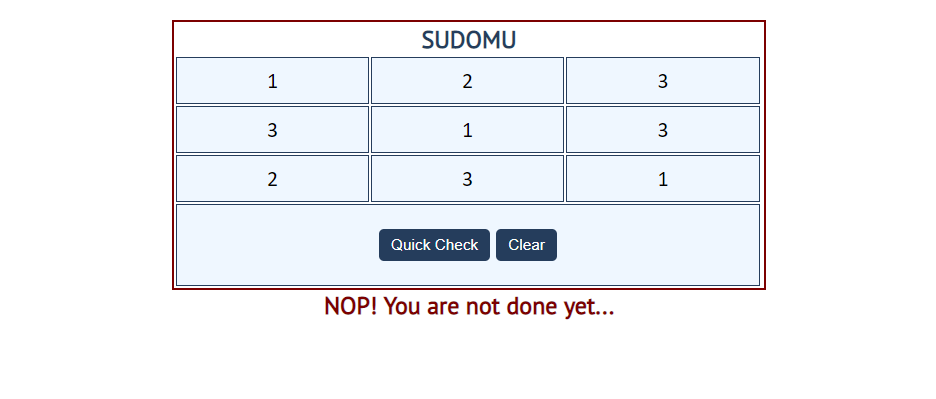 SUDOMU
1 2 3
3 1 3
2 3 1
Quick Check Clear
NOP! You are not done yet...